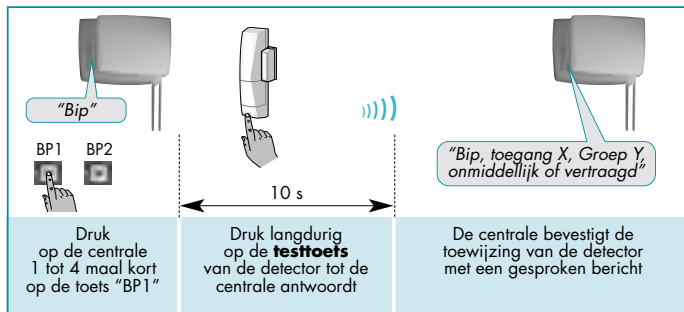 “Bip”
BP1 BP2
10 s
“Bip, toegang X, Groep Y,
onmiddellijk of vertraagd”
Druk
op de centrale
1 tot 4 maal kort
op de toets “BP1”
Druk langdurig
op de testtoets
van de detector tot de
centrale antwoordt
De centrale bevestigt de
toewijzing van de detector
met een gesproken bericht